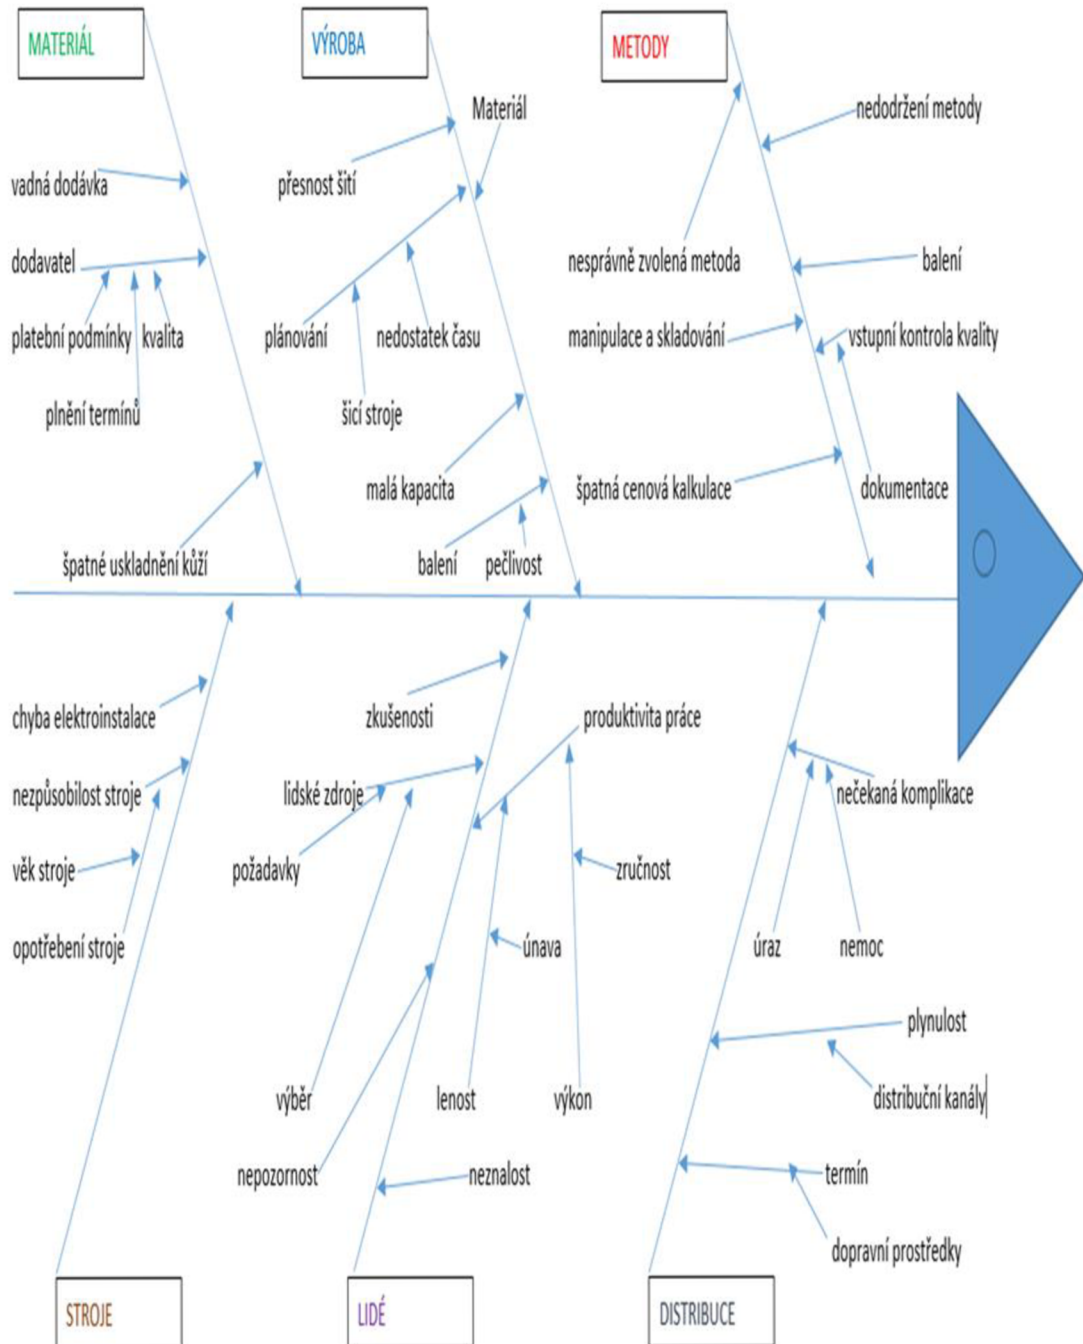 MATERIÁL
VÝROBA
METODY
Materiál
nedodržení metody
vadná dodávka
přesnost šití
dodavatel
nesprávně zvolená metoda
balení
platební podmínky
kvalita
plánování
nedostatek času
manipulace a skladování
vstupní kontrola kvality
plnění termínů
šicí stroje
malá kapacita
špatná cenová kalkulace
dokumentace
špatné uskladnění kůží
balení
pečlivost
chyba elektroinstalace
zkušenosti
produktivita práce
nezpůsobilost stroje
lidské zdroje
nečekaná komplikace
věk stroje
požadavky
zručnost
opotřebení stroje
únava
úraz
nemoc
plynulost
výběr
lenost
výkon
distribuční kanály
nepozornost
neznalost
termín
dopravní prostředky
STROJE
LIDÉ
DISTRIBUCE